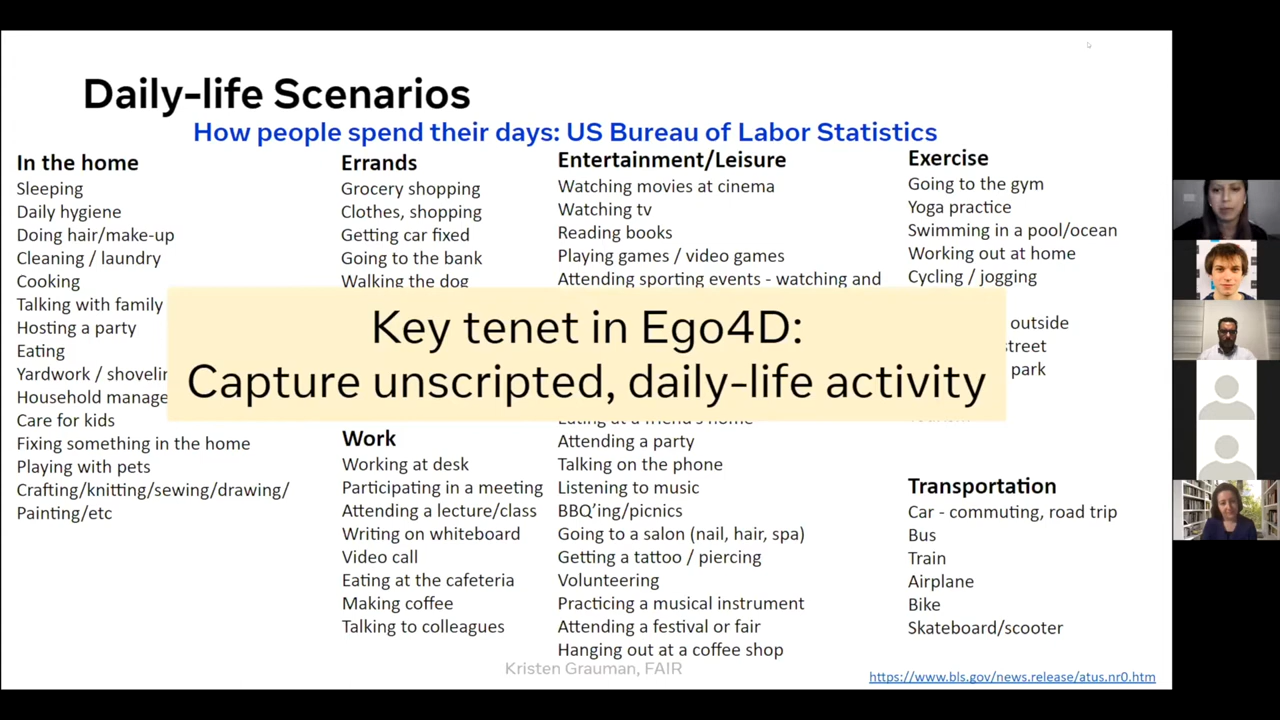 Daily-life Scenarios
How people spend their days: US Bureau of Labor Statistics
In the home
Sleeping
Daily hygiene
Doing hair/make-up
Cleaning / laundry
Cooking
Talking with family
Hosting a party
Eating
Yardwork /
Household
Care for kids
Fixing something in the home
Playing with pets
Crafting/knitting/sewing/drawing/
Painting/etc
Errands
Grocery shopping
Clothes, shopping
Getting car fixed
Going to the bank
Walking the dog
Work
Working at desk
Participating in a meeting
Attending a lecture/class
Writing on whiteboard
Video call
Eating at the cafeteria
Making coffee
Talking to colleagues
Entertainment/Leisure
Watching movies at cinema
Watching tv
Reading books
Playing games / video games
Attending sporting events - watching and
Eating at a friend's home
Attending a party
Talking on the phone
Listening to music
BBQ'ing/picnics
Going to a salon (nail, hair, spa)
Getting a tattoo / piercing
Volunteering
Practicing a musical instrument
Attending a festival or fair
Hanging out at a coffee shop
Exercise
Going to the gym
Yoga practice
Swimming in a pool/ocean
Working out at home
Cycling / jogging
outside
street
park
Transportation
Car - commuting, road trip
Bus
Train
Airplane
Bike
Skateboard/scooter
Key tenet in Ego4D:
Capture unscripted, daily-life activity
Kristen Grauman, FAIR
https://www.bls.gov/news.release/atus.nr0.htm